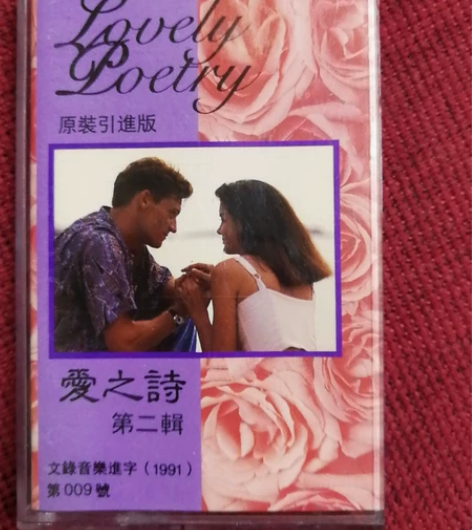 Lovely
Poetry
原裝引進版
愛之詩
第二輯
文錄音樂進字（1991）
第009號